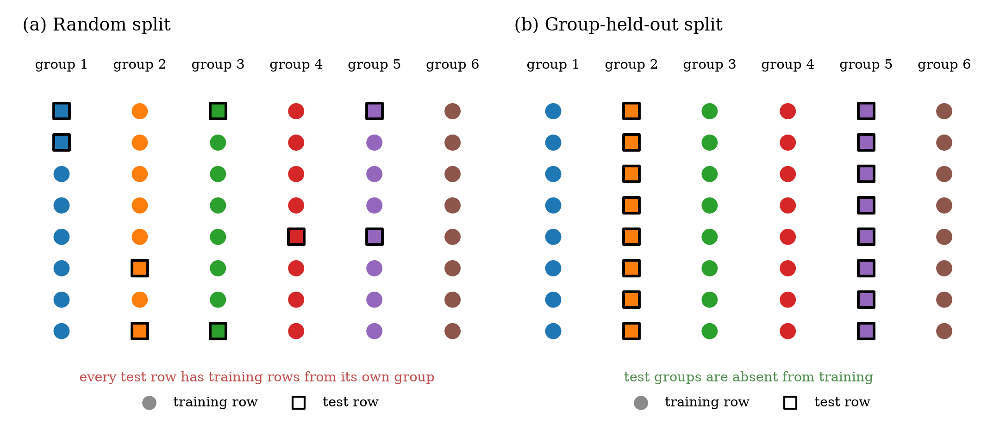 (a) Random split
group 1 group 2 group 3 group 4 group 5 group 6
every test row has training rows from its own group
training row test row
(b) Group-held-out split
group 1 group 2 group 3 group 4 group 5 group 6
test groups are absent from training
training row test row